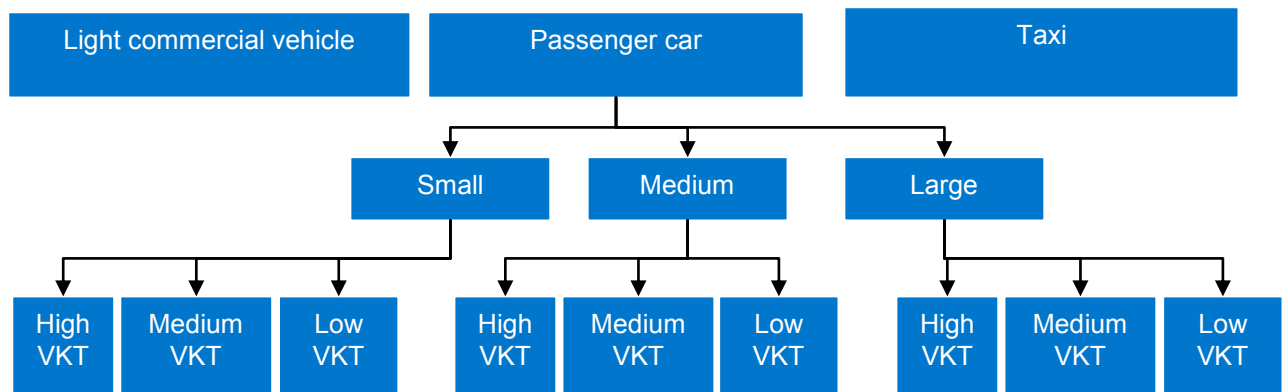 Light commercial vehicle
Passenger car
Taxi
Small
Medium
Large
High
VKT
Medium
VKT
Low
VKT
High
VKT
Medium
VKT
Low
VKT
High
VKT
Medium
VKT
Low
VKT